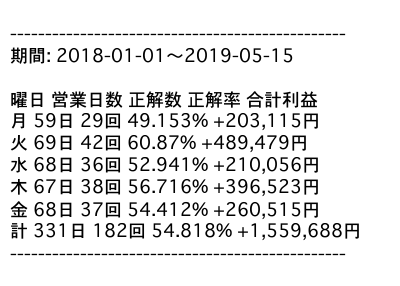 ------------------------------------------------
期間: 2018-01-01〜2019-05-15
曜日 営業日数 正解数 正解率 合計利益
月 59日 29回 49.153% +203,115円
火 69日 42回 60.87% +489,479円
水 68日 36回 52.941% +210,056円
木 67日 38回 56.716% +396,523円
金 68日 37回 54.412% +260,515円
計 331日 182回 54.818% +1,559,688円
------------------------------------------------